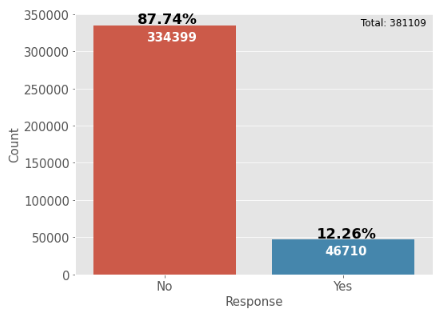 350000
300000
250000
200000
150000
100000
50000
0
Count
87.74%
334399
Total: 381109
12.26%
46710
No
Yes
Response